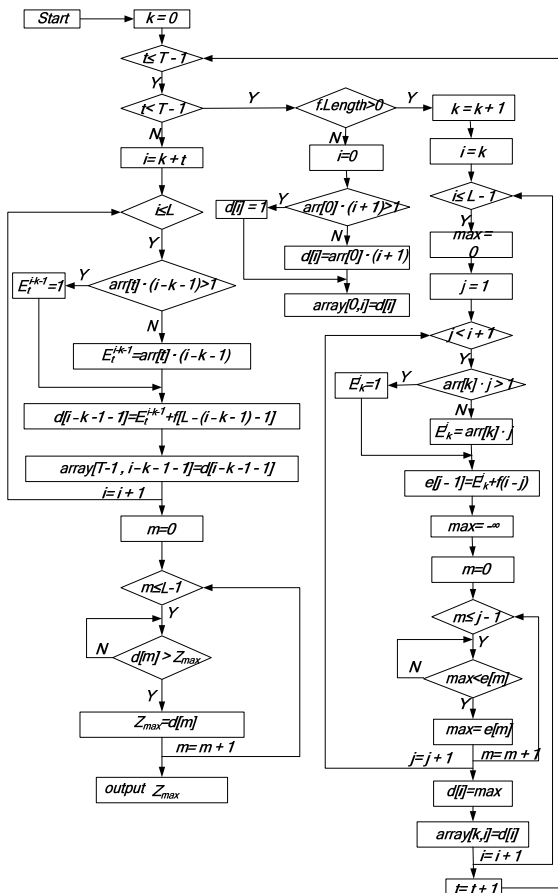 Start
k = 0
t ≤ T - 1
Y
t < T - 1
Y
N
i = k + t
i ≤ L
Y
arr[t] · (i - k - 1) > 1
Y
E_t^{i-k-1} = 1
N
E_t^{i-k-1} = arr[t] · (i - k - 1)
d[i - k - 1 - 1] = E_t^{i-k-1} + f[L - (i - k - 1) - 1]
array[T-1 , i - k - 1 - 1] = d[i - k - 1 - 1]
i = i + 1
m=0
m ≤ L - 1
Y
d[m] > Z_max
N
Y
Z_max = d[m]
m = m + 1
output Z_max
f.Length>0
Y
N
i=0
arr[0] · (i + 1) > 1
Y
d[i] = 1
N
d[i] = arr[0] · (i + 1)
array[0,i] = d[i]
k = k + 1
i = k
i ≤ L - 1
Y
max =
0
j = 1
j < i + 1
Y
arr[k] · j > 1
Y
E_k^j = 1
N
E_k^j = arr[k] · j
e[j - 1] = E_k^j + f(i - j)
max = -∞
m=0
m ≤ j - 1
Y
max < e[m]
N
Y
max = e[m]
j = j + 1
m = m + 1
d[i] = max
array[k,i] = d[i]
i = i + 1
t = t + 1